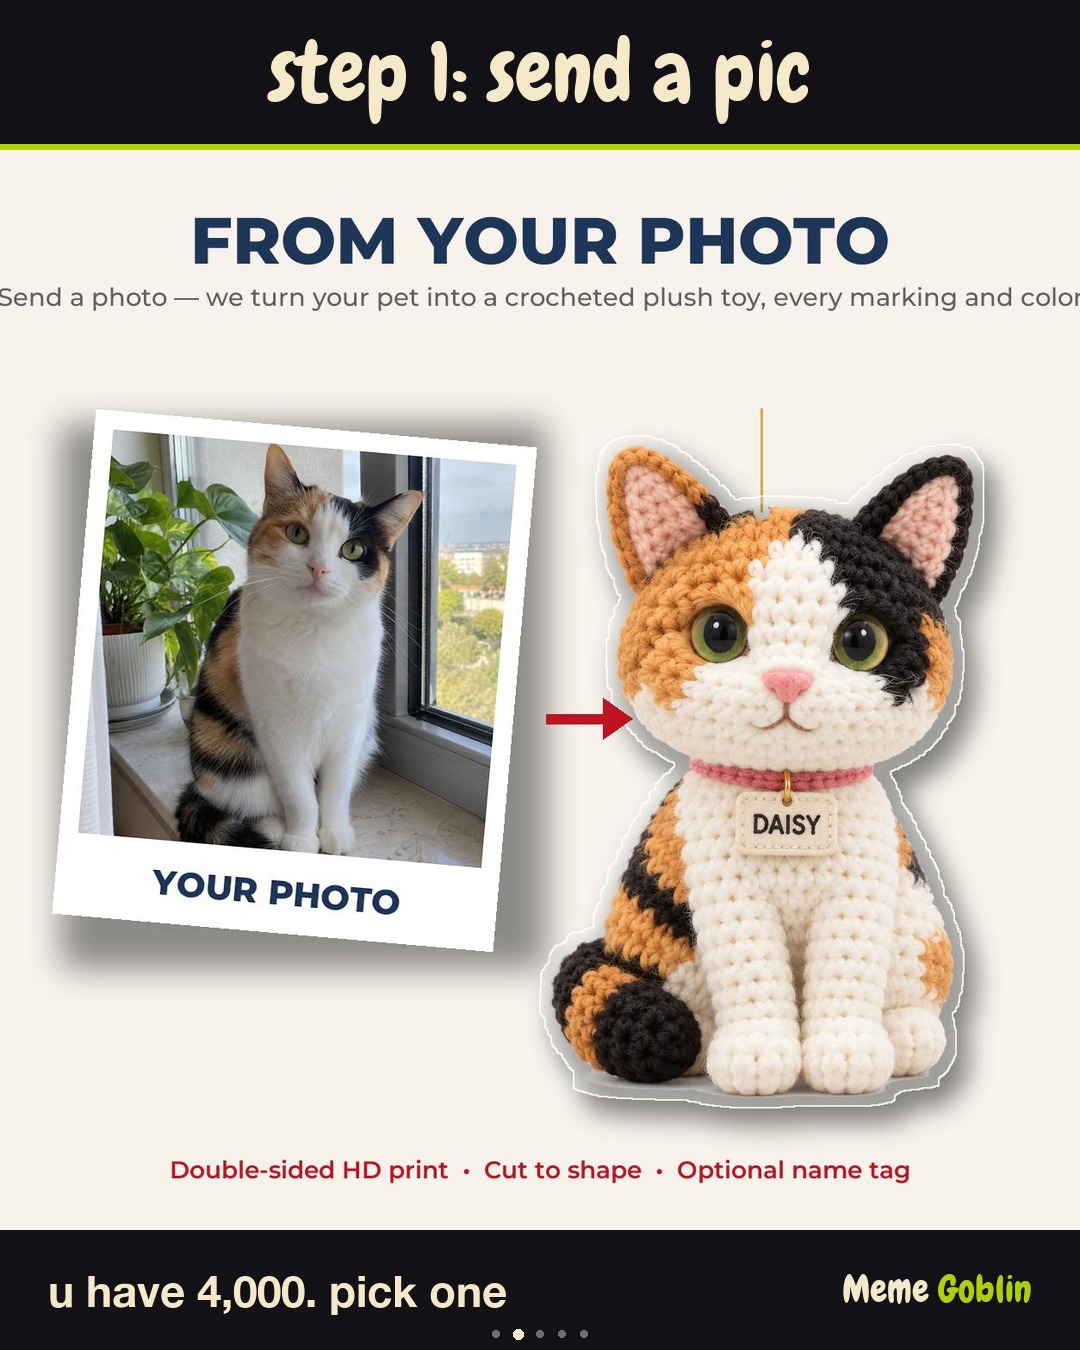 step 1: send a pic
FROM YOUR PHOTO
Send a photo — we turn your pet into a crocheted plush toy, every marking and color
DAISY
YOUR PHOTO
Double-sided HD print • Cut to shape • Optional name tag
u have 4,000. pick one
Meme Goblin